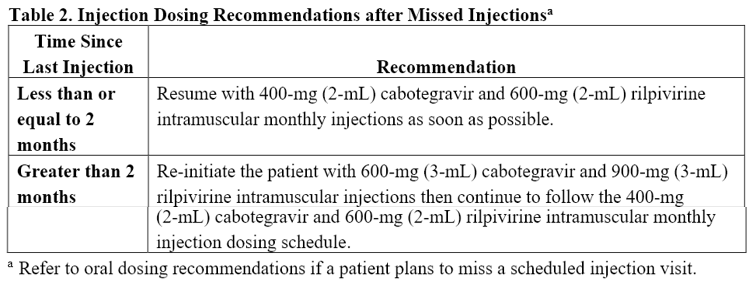 Table 2. Injection Dosing Recommendations after Missed Injectionsᵃ
Time Since
Last Injection
Recommendation
Less than or
equal to 2
months
Resume with 400-mg (2-mL) cabotegravir and 600-mg (2-mL) rilpivirine
intramuscular monthly injections as soon as possible.
Greater than 2
months
Re-initiate the patient with 600-mg (3-mL) cabotegravir and 900-mg (3-mL)
rilpivirine intramuscular injections then continue to follow the 400-mg
(2-mL) cabotegravir and 600-mg (2-mL) rilpivirine intramuscular monthly
injection dosing schedule.
ᵃ Refer to oral dosing recommendations if a patient plans to miss a scheduled injection visit.